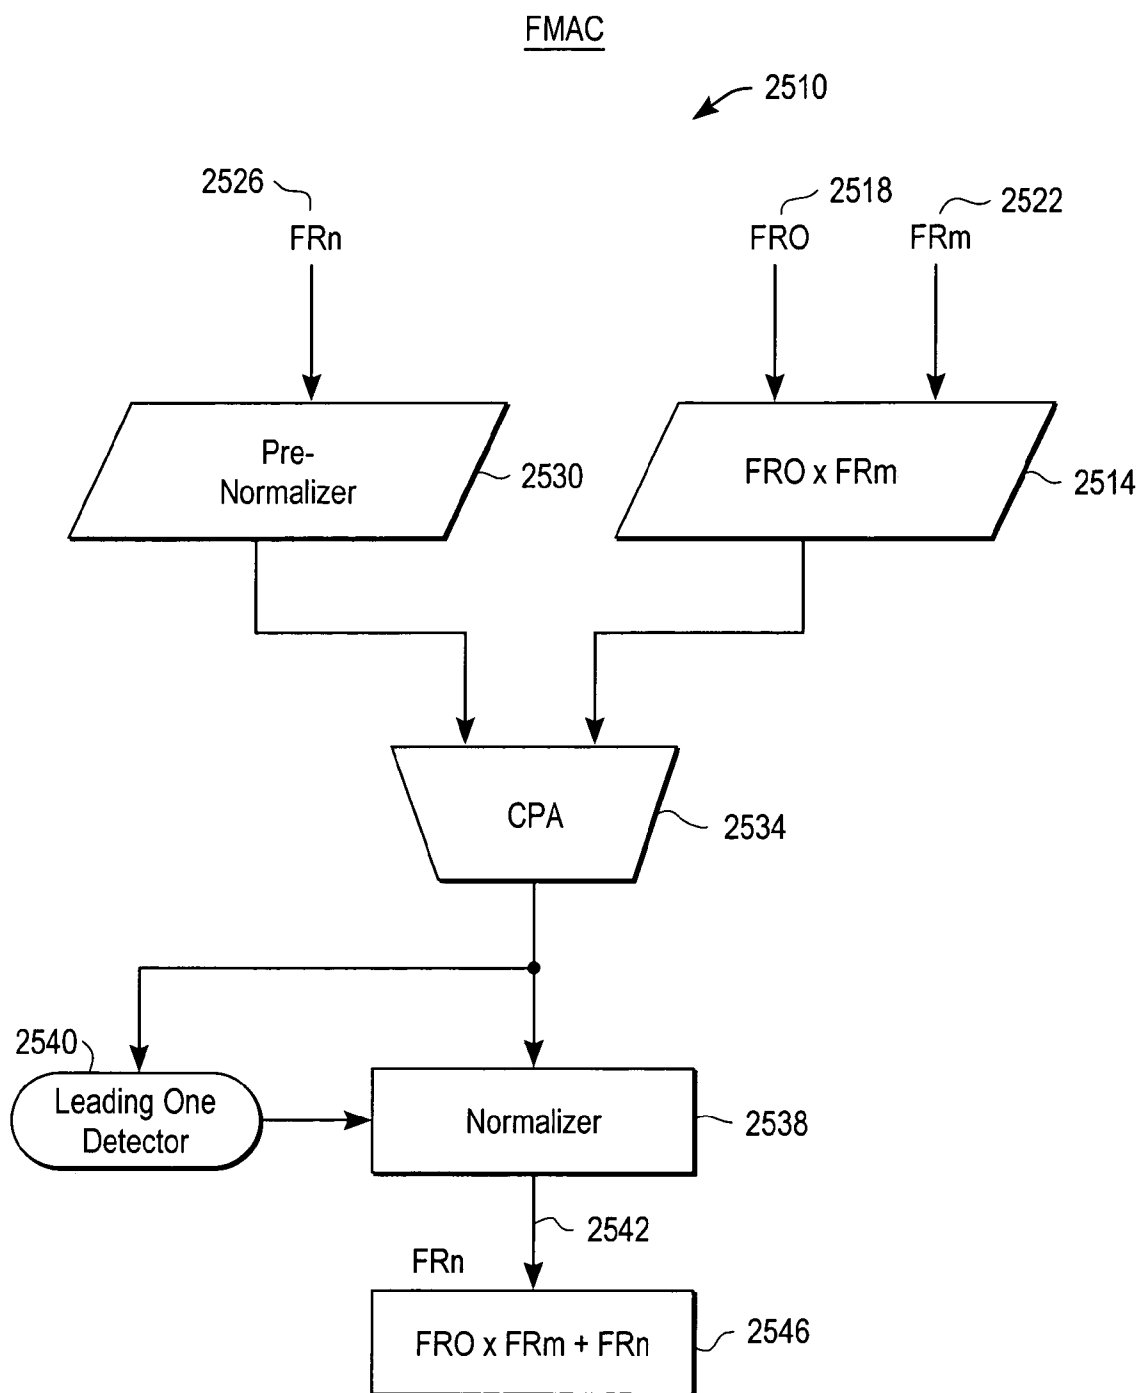 FMAC
2510
2526
2518
2522
FRn
FRO
FRm
Pre-
Normalizer
2530
FRO x FRm
2514
CPA
2534
2540
Leading One
Detector
Normalizer
2538
2542
FRn
FRO x FRm + FRn
2546